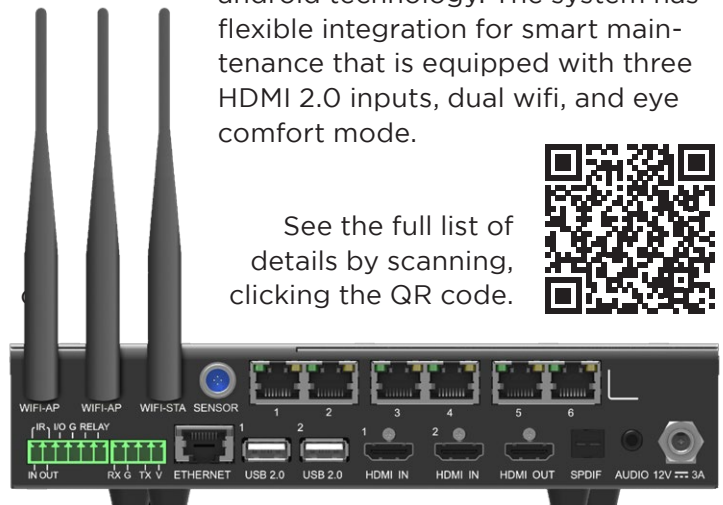 android technology. The system has
flexible integration for smart main-
tenance that is equipped with three
HDMI 2.0 inputs, dual wifi, and eye
comfort mode.
See the full list of
details by scanning,
clicking the QR code.
WIFI-AP WIFI-AP WIFI-STA SENSOR 1 2 3 4 5 6
IR I/O G RELAY 1 2 1 2
IN OUT RX G TX V ETHERNET USB 2.0 USB 2.0 HDMI IN HDMI IN HDMI OUT SPDIF AUDIO 12V 3A